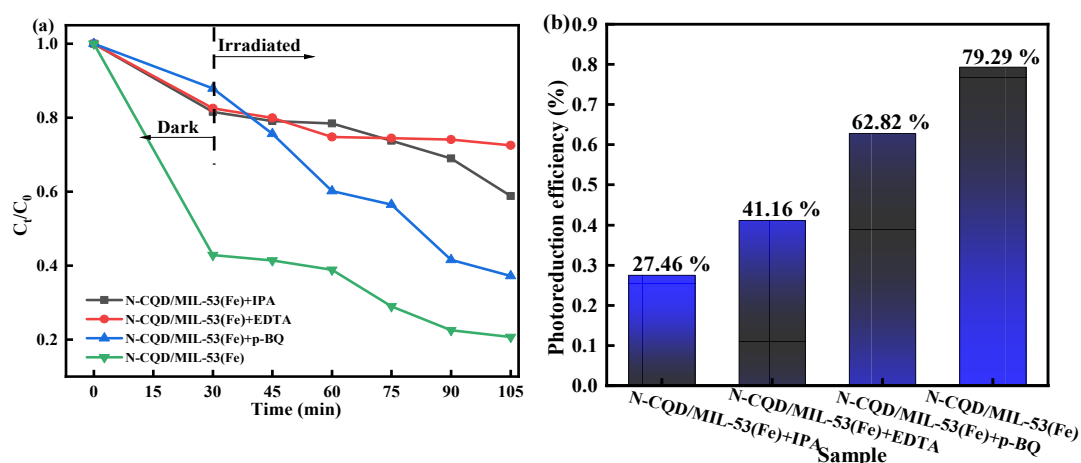 (a)
Irradiated
Dark
1.0
0.8
0.6
0.4
0.2
Cₜ/C₀
N-CQD/MIL-53(Fe)+IPA
N-CQD/MIL-53(Fe)+EDTA
N-CQD/MIL-53(Fe)+p-BQ
N-CQD/MIL-53(Fe)
0 15 30 45 60 75 90 105
Time (min)
(b)
0.9
0.8
0.7
0.6
0.5
0.4
0.3
0.2
0.1
0.0
Photoreduction efficiency (%)
27.46 %
41.16 %
62.82 %
79.29 %
N-CQD/MIL-53(Fe)+IPA
N-CQD/MIL-53(Fe)+EDTA
N-CQD/MIL-53(Fe)+p-BQ
N-CQD/MIL-53(Fe)
Sample